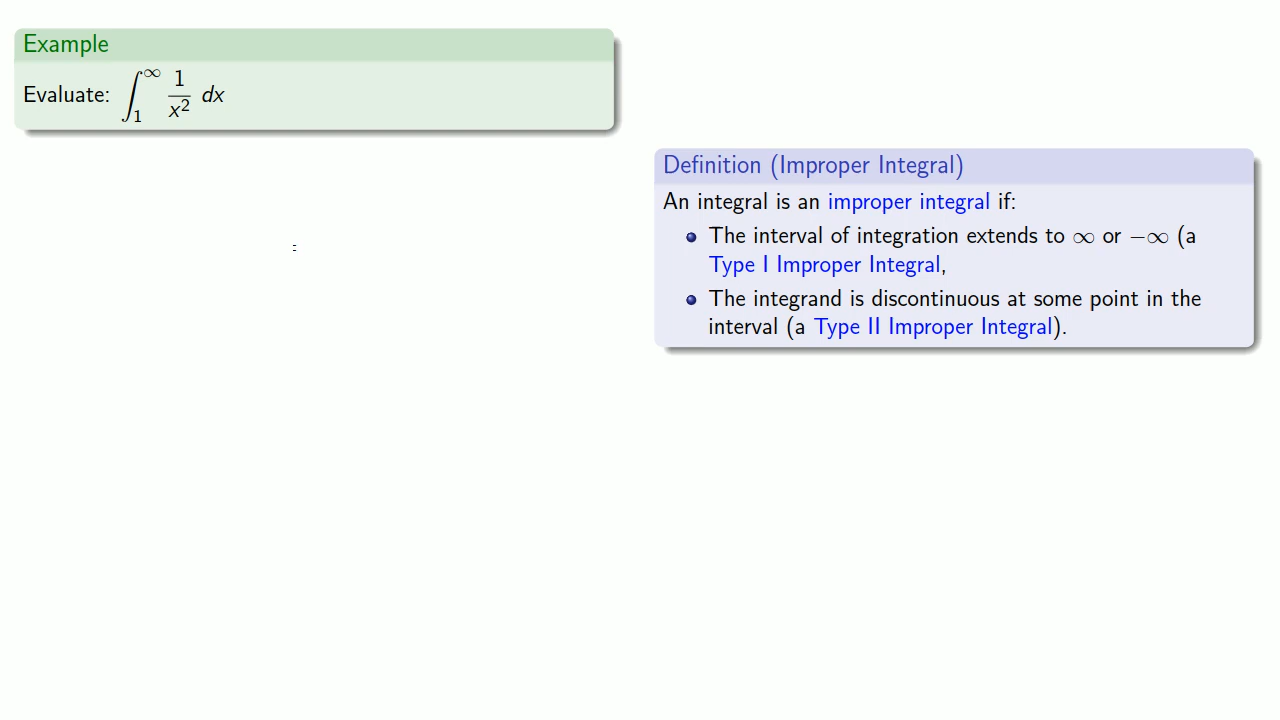 Example
Evaluate: ∫₁^∞ 1/x² dx
=
Definition (Improper Integral)
An integral is an improper integral if:
• The interval of integration extends to ∞ or −∞ (a
Type I Improper Integral,
• The integrand is discontinuous at some point in the
interval (a Type II Improper Integral).